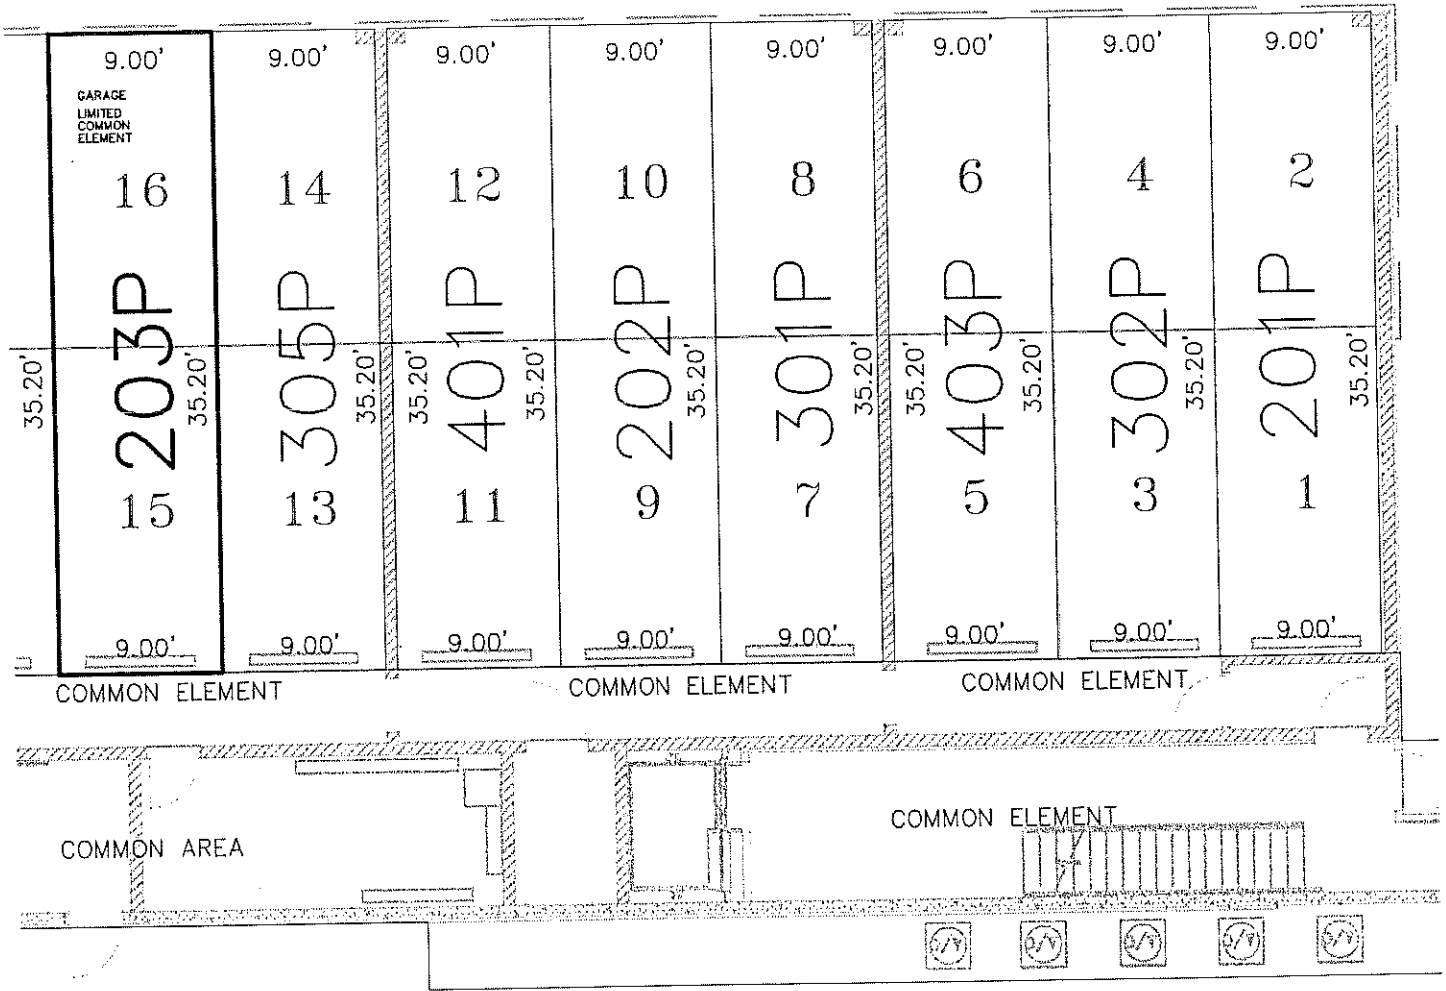 9.00' 9.00' 9.00' 9.00' 9.00' 9.00' 9.00' 9.00'
GARAGE
LIMITED
COMMON
ELEMENT
16 14 12 10 8 6 4 2
203P 305P 401P 202P 301P 403P 302P 201P
35.20' 35.20' 35.20' 35.20' 35.20' 35.20' 35.20' 35.20' 35.20' 35.20' 35.20'
15 13 11 9 7 5 3 1
9.00' 9.00' 9.00' 9.00' 9.00' 9.00' 9.00' 9.00'
COMMON ELEMENT COMMON ELEMENT COMMON ELEMENT
COMMON ELEMENT
COMMON AREA
A/C A/C A/C A/C A/C